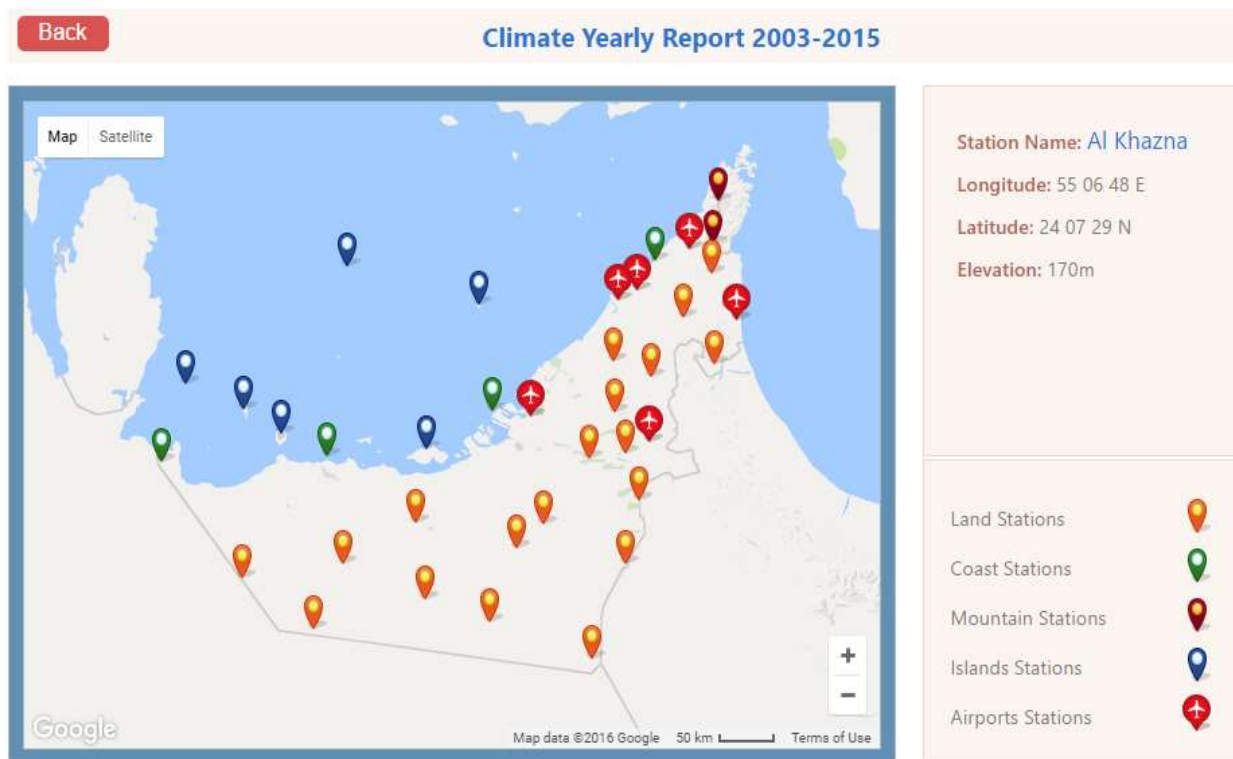 Back
Climate Yearly Report 2003-2015
Map Satellite
Station Name: Al Khazna
Longitude: 55 06 48 E
Latitude: 24 07 29 N
Elevation: 170m
Land Stations
Coast Stations
Mountain Stations
Islands Stations
Airports Stations
+
−
Google
Map data ©2016 Google 50 km Terms of Use